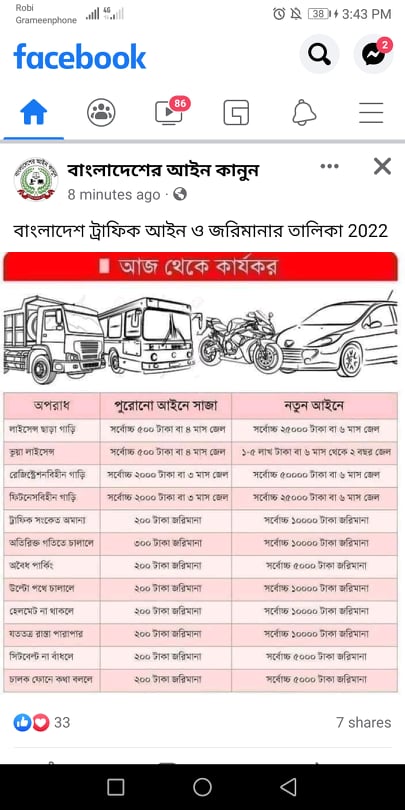 Robi
Grameenphone
4G
38
3:43 PM
facebook
2
86
বাংলাদেশের আইন কানুন
8 minutes ago
বাংলাদেশ ট্রাফিক আইন ও জরিমানার তালিকা 2022
আজ থেকে কার্যকর
অপরাধ পুরোনো আইনে সাজা নতুন আইনে
লাইসেন্স ছাড়া গাড়ি সর্বোচ্চ ৫০০ টাকা বা ৪ মাস জেল সর্বোচ্চ ২৫০০০ টাকা বা ৬ মাস জেল
ভুয়া লাইসেন্স সর্বোচ্চ ৫০০ টাকা বা ৪ মাস জেল ১-৫ লাখ টাকা বা ৬ মাস থেকে ২ বছর জেল
রেজিস্ট্রেশনবিহীন গাড়ি সর্বোচ্চ ২০০০ টাকা বা ৩ মাস জেল সর্বোচ্চ ৫০০০০ টাকা বা ৬ মাস জেল
ফিটনেসবিহীন গাড়ি সর্বোচ্চ ২০০০ টাকা বা ৩ মাস জেল সর্বোচ্চ ২৫০০০ টাকা বা ৬ মাস জেল
ট্রাফিক সংকেত অমান্য ২০০ টাকা জরিমানা সর্বোচ্চ ১০০০০ টাকা জরিমানা
অতিরিক্ত গতিতে চালালে ৩০০ টাকা জরিমানা সর্বোচ্চ ১০০০০ টাকা জরিমানা
অবৈধ পার্কিং ২০০ টাকা জরিমানা সর্বোচ্চ ৫০০০ টাকা জরিমানা
উল্টো পথে চালালে ২০০ টাকা জরিমানা সর্বোচ্চ ১০০০০ টাকা জরিমানা
হেলমেট না থাকলে ২০০ টাকা জরিমানা সর্বোচ্চ ১০০০০ টাকা জরিমানা
যততত্র রাস্তা পারাপার ২০০ টাকা জরিমানা সর্বোচ্চ ১০০০০ টাকা জরিমানা
সিটবেল্ট না বাঁধলে ২০০ টাকা জরিমানা সর্বোচ্চ ৫০০০ টাকা জরিমানা
চালক ফোনে কথা বললে ২০০ টাকা জরিমানা সর্বোচ্চ ৫০০০ টাকা জরিমানা
33
7 shares